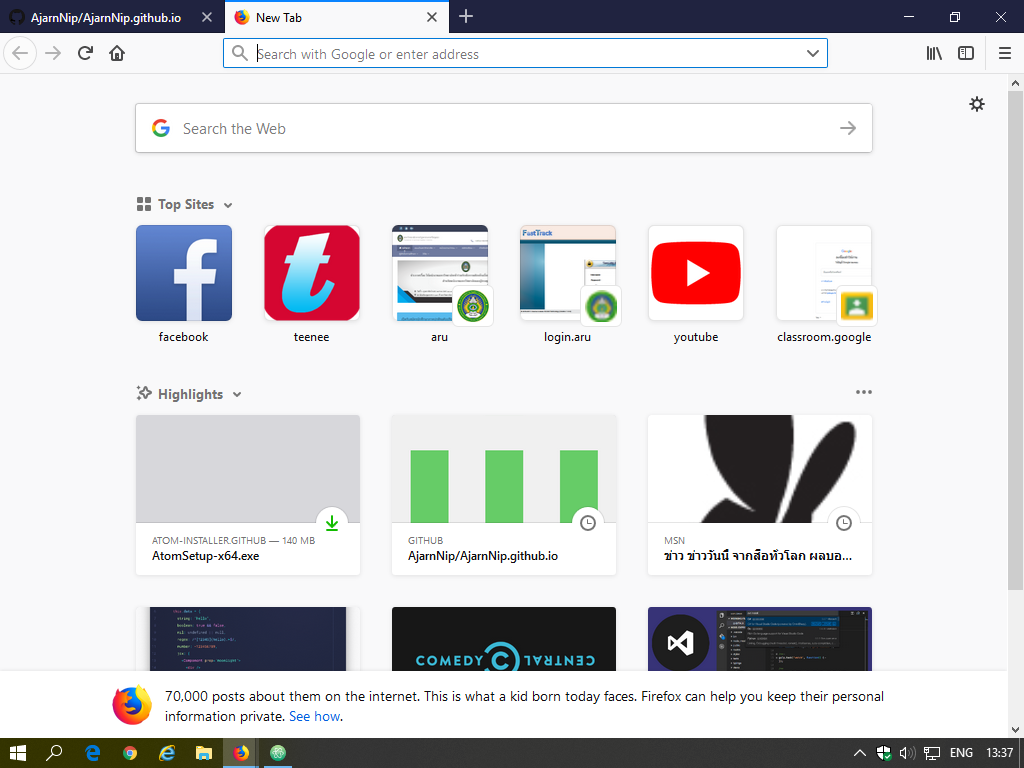 AjarnNip/AjarnNip.github.io
New Tab
Search with Google or enter address
Search the Web
Top Sites
facebook
teenee
aru
login.aru
youtube
classroom.google
FastTrack
Highlights
ATOM-INSTALLER.GITHUB — 140 MB
AtomSetup-x64.exe
GITHUB
AjarnNip/AjarnNip.github.io
MSN
ข่าว ข่าววันนี้ จากสื่อทั่วโลก ผลบอ...
COMEDY CENTRAL
70,000 posts about them on the internet. This is what a kid born today faces. Firefox can help you keep their personal
information private. See how.
ENG 13:37